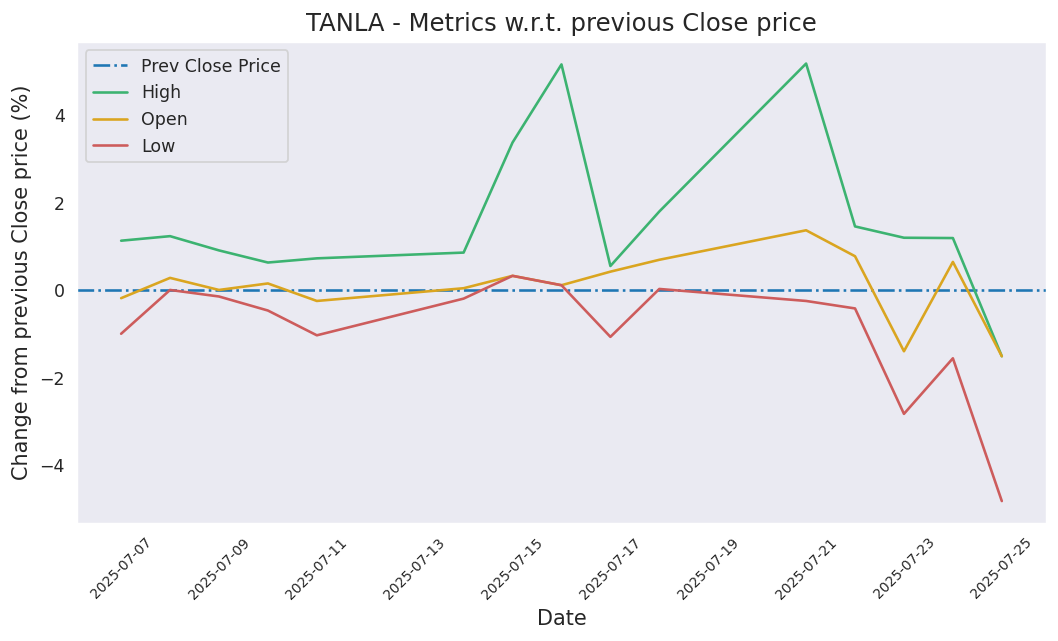 TANLA - Metrics w.r.t. previous Close price
Prev Close Price
High
Open
Low
Change from previous Close price (%)
4
2
0
−2
−4
2025-07-07
2025-07-09
2025-07-11
2025-07-13
2025-07-15
2025-07-17
2025-07-19
2025-07-21
2025-07-23
2025-07-25
Date